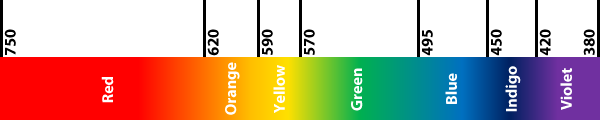 750
620
590
570
495
450
420
380
Red
Orange
Yellow
Green
Blue
Indigo
Violet